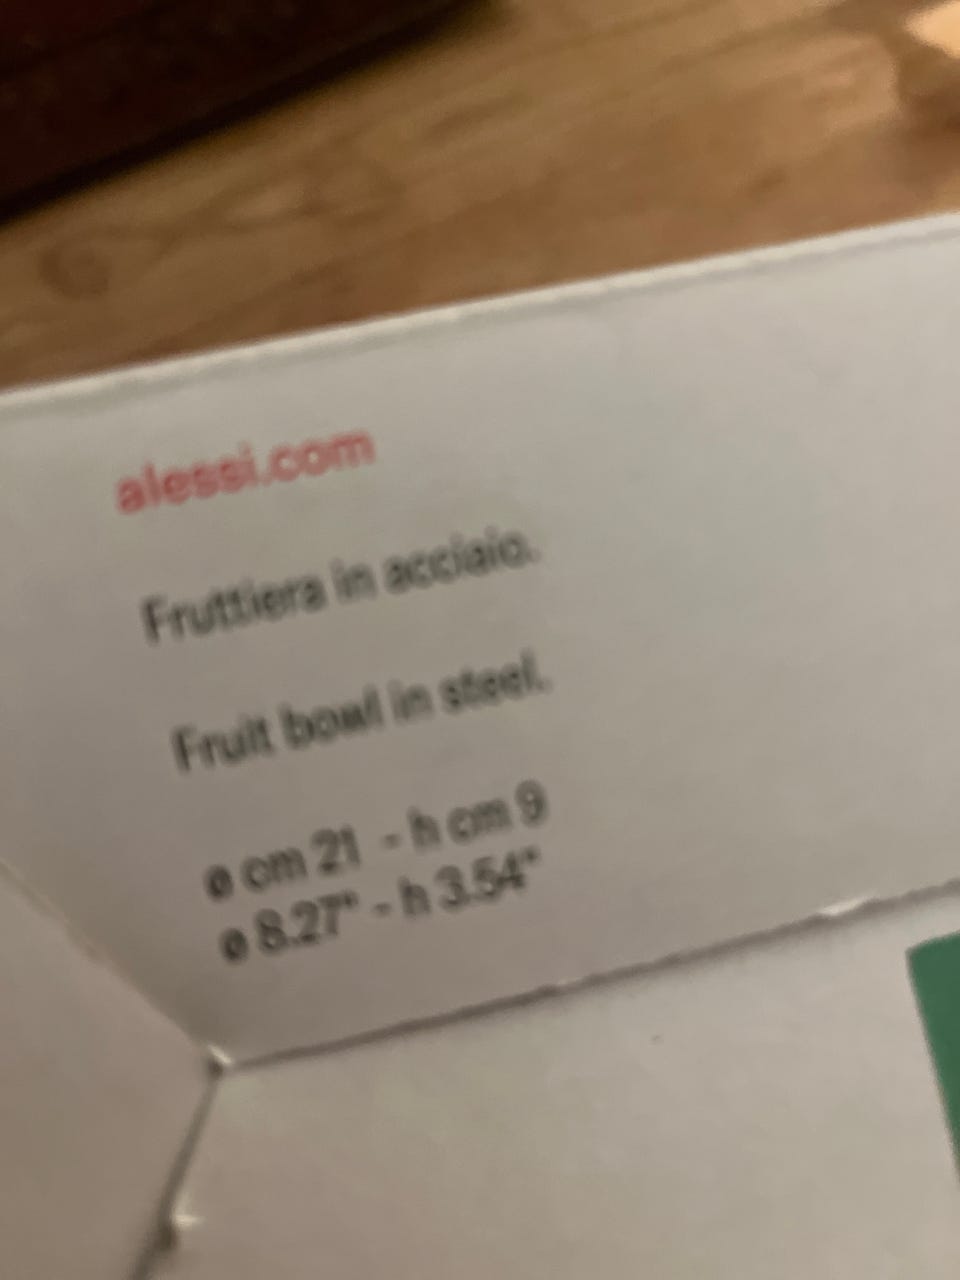 alessi.com
Fruttiera in acciaio.
Fruit bowl in steel.
ø cm 21 - h cm 9
ø 8.27" - h 3.54"